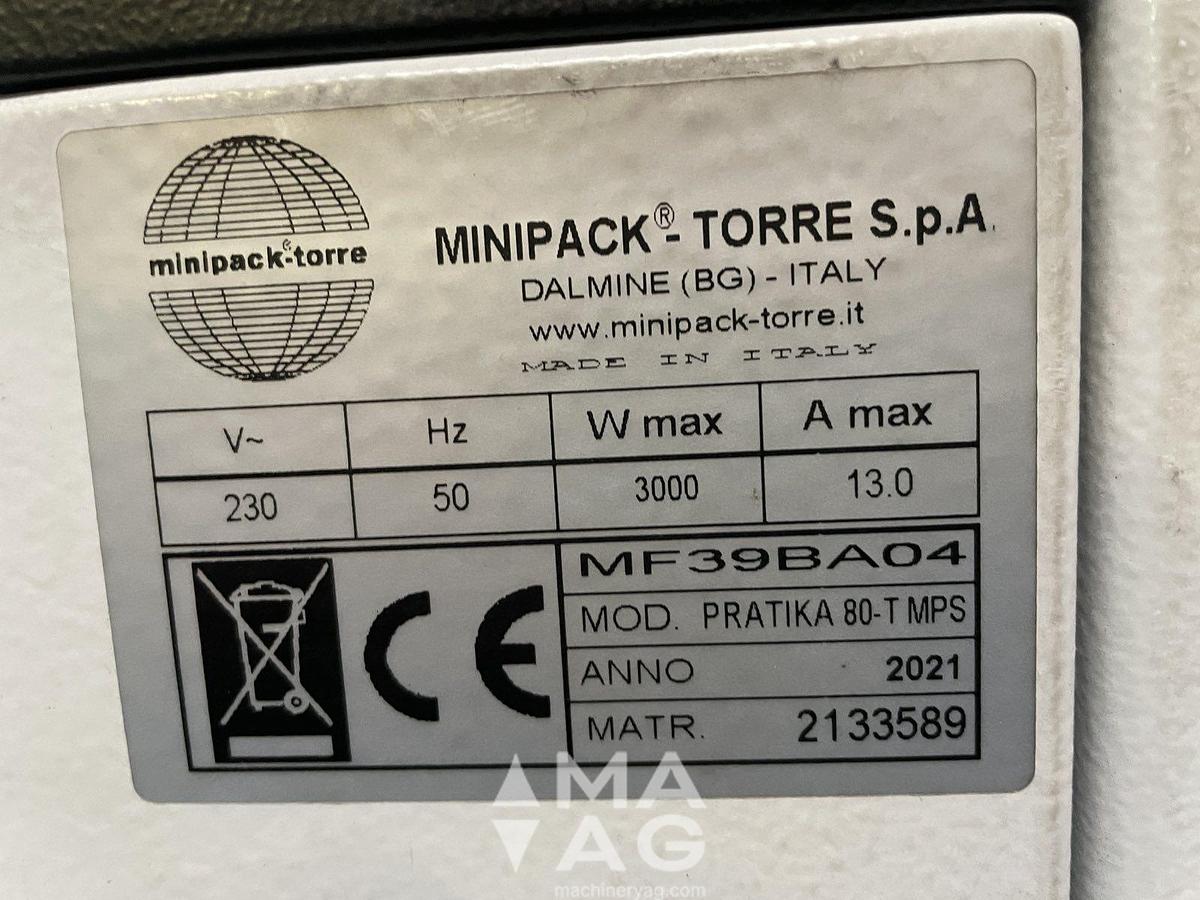 minipack®-torre
MINIPACK®- TORRE S.p.A.
DALMINE (BG) - ITALY
www.minipack-torre.it
MADE IN ITALY
V~ Hz W max A max
230 50 3000 13.0
CE
MF39BA04
MOD. PRATIKA 80-T MPS
ANNO 2021
MATR. 2133589
MA
AG
machineryag.com